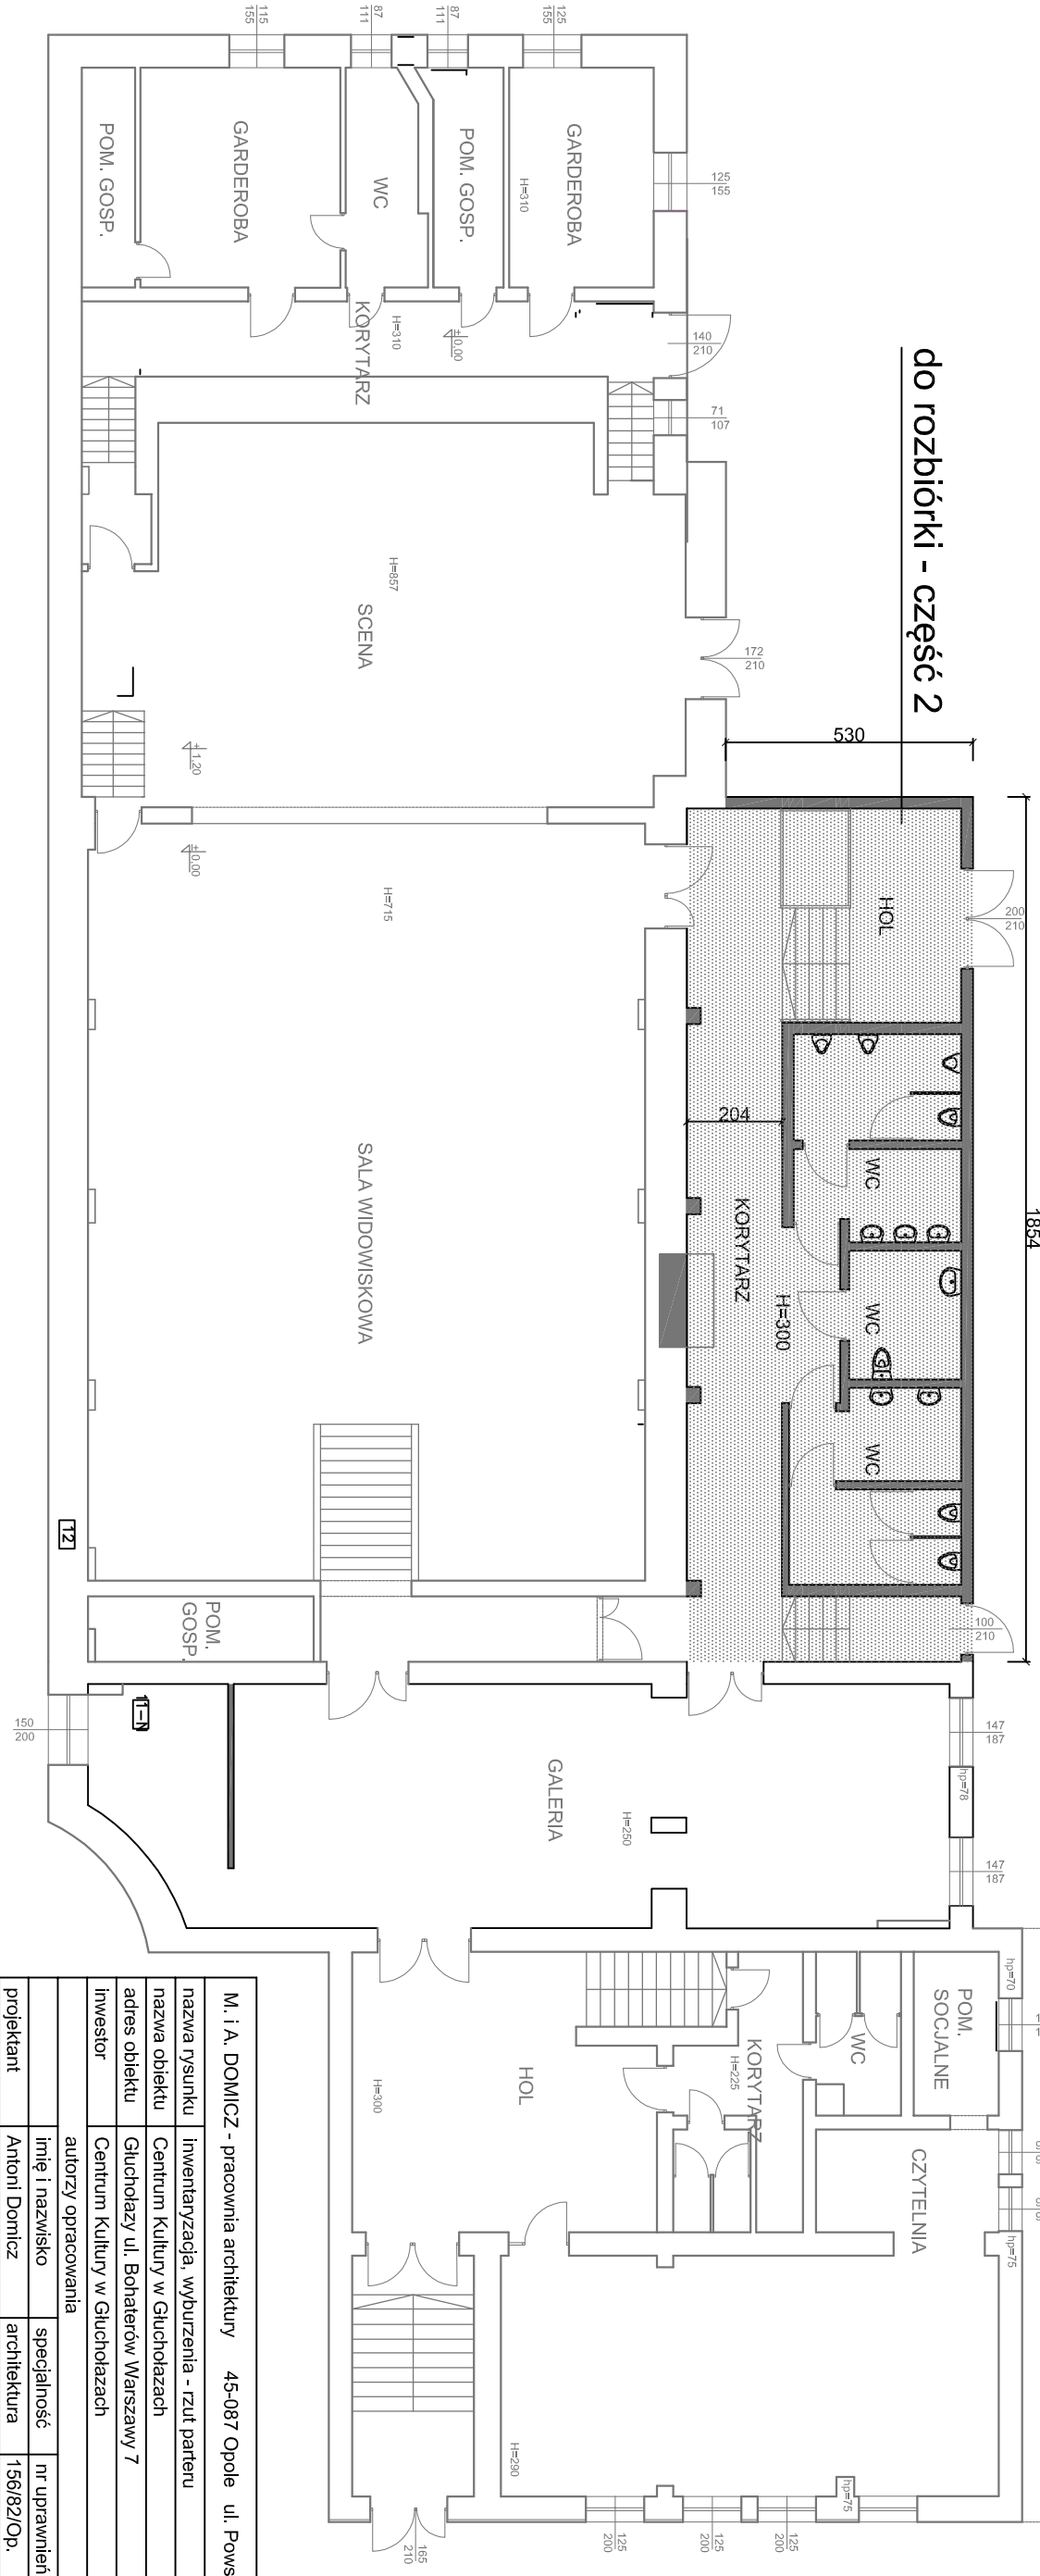 do rozbiórki - część 2
530
1854
204
125
155
140
210
71
107
172
210
200
210
100
210
147
187
147
187
115
155
87
111
87
111
125
155
GARDEROBA
H=310
POM. GOSP.
WC
GARDEROBA
POM. GOSP.
KORYTARZ
H=310
±0.00
SCENA
H=857
+1.20
±0.00
H=715
SALA WIDOWISKOWA
HOL
WC
WC
WC
KORYTARZ
H=300
12
POM.
GOSP.
11-N
150
200
GALERIA
H=250
hp=78
hp=70
POM.
SOCJALNE
WC
KORYTARZ
H=225
HOL
H=300
CZYTELNIA
hp=75
H=290
hp=75
125
200
125
200
125
200
165
210
M. i A. DOMICZ - pracownia architektury 45-087 Opole ul. Pows
nazwa rysunku inwentaryzacja, wyburzenia - rzut parteru
nazwa obiektu Centrum Kultury w Głuchołazach
adres obiektu Głuchołazy ul. Bohaterów Warszawy 7
inwestor Centrum Kultury w Głuchołazach
autorzy opracowania
imię i nazwisko specjalność nr uprawnień
projektant Antoni Domicz architektura 156/82/Op.